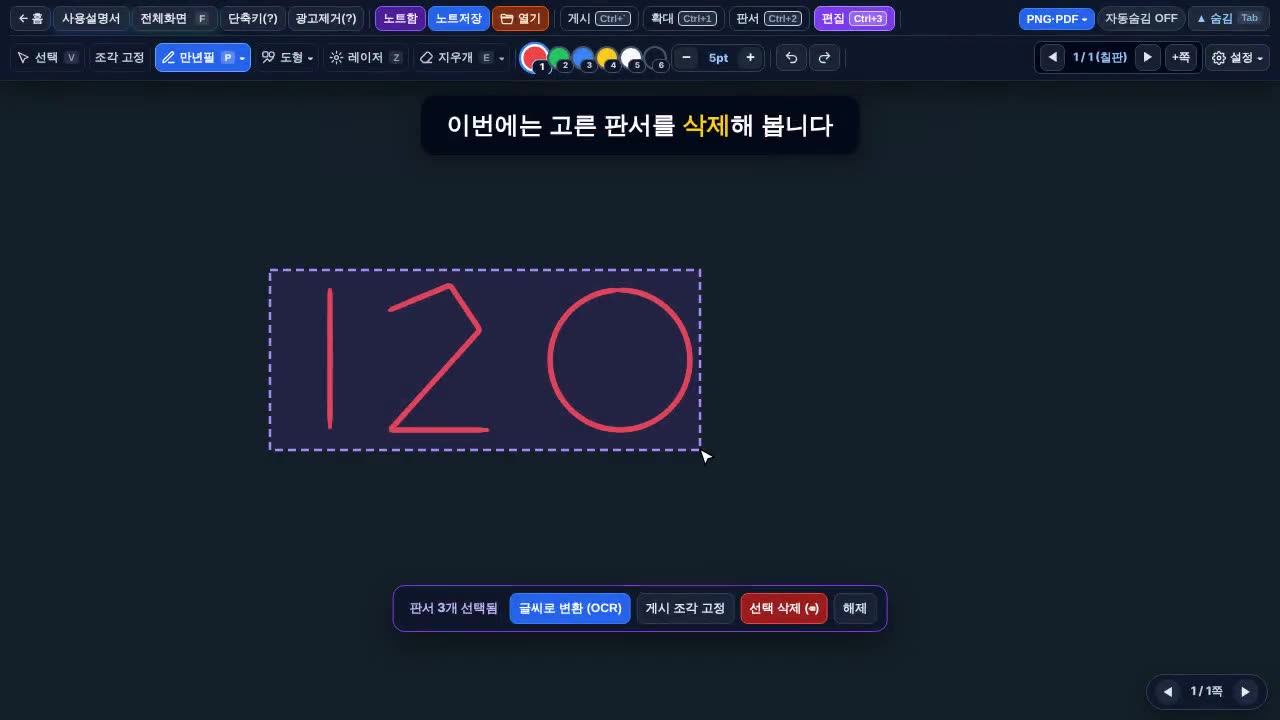 ← 홈 사용설명서 전체화면 F 단축키(?) 광고제거(?) 노트함 노트저장 열기 게시 Ctrl+` 확대 Ctrl+1 판서 Ctrl+2 편집 Ctrl+3 PNG·PDF 자동숨김 OFF ▲ 숨김 Tab
선택 V 조각 고정 만년필 P 도형 레이저 Z 지우개 E 1 2 3 4 5 6 − 5pt + ◀ 1 / 1 (칠판) ▶ +쪽 설정
이번에는 고른 판서를 삭제해 봅니다
120
판서 3개 선택됨 글씨로 변환 (OCR) 게시 조각 고정 선택 삭제 (⌫) 해제
◀ 1 / 1쪽 ▶